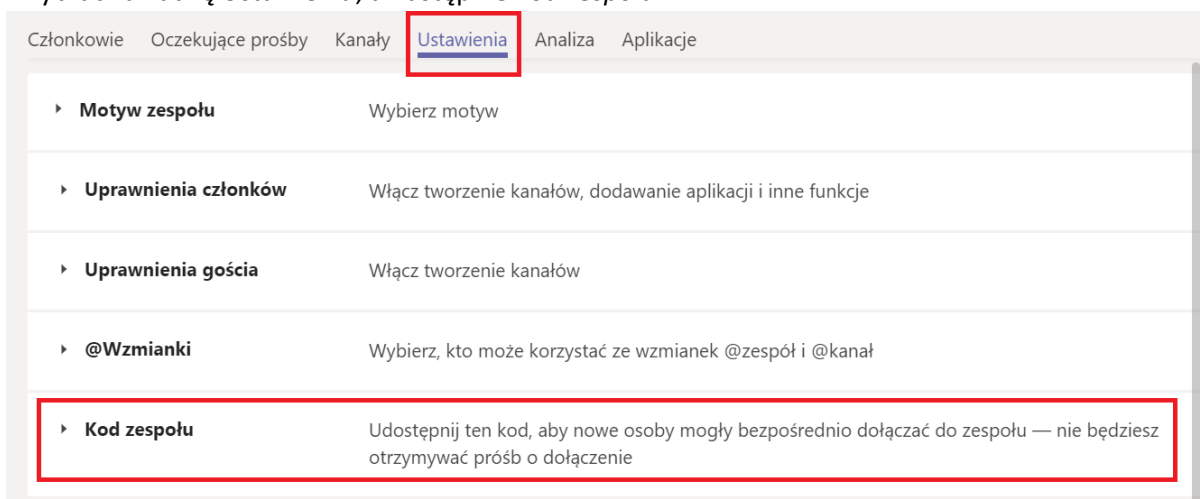 Członkowie Oczekujące prośby Kanały Ustawienia Analiza Aplikacje
Motyw zespołu Wybierz motyw
Uprawnienia członków Włącz tworzenie kanałów, dodawanie aplikacji i inne funkcje
Uprawnienia gościa Włącz tworzenie kanałów
@Wzmianki Wybierz, kto może korzystać ze wzmianek @zespół i @kanał
Kod zespołu Udostępnij ten kod, aby nowe osoby mogły bezpośrednio dołączać do zespołu — nie będziesz
otrzymywać próśb o dołączenie